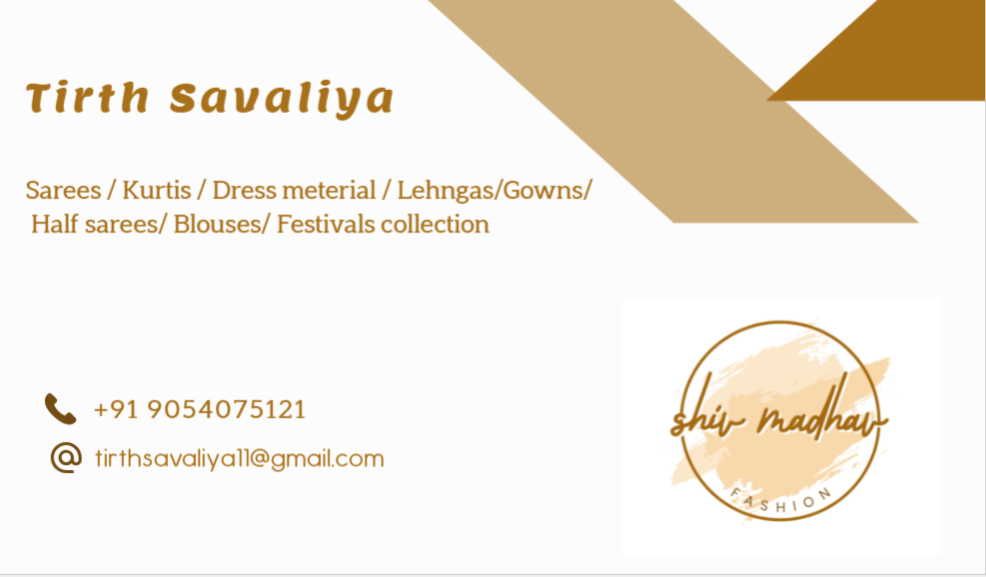 Tirth Savaliya
Sarees / Kurtis / Dress meterial / Lehngas/Gowns/
Half sarees/ Blouses/ Festivals collection
+91 9054075121
@ tirthsavaliya11@gmail.com
shiv madhav
FASHION